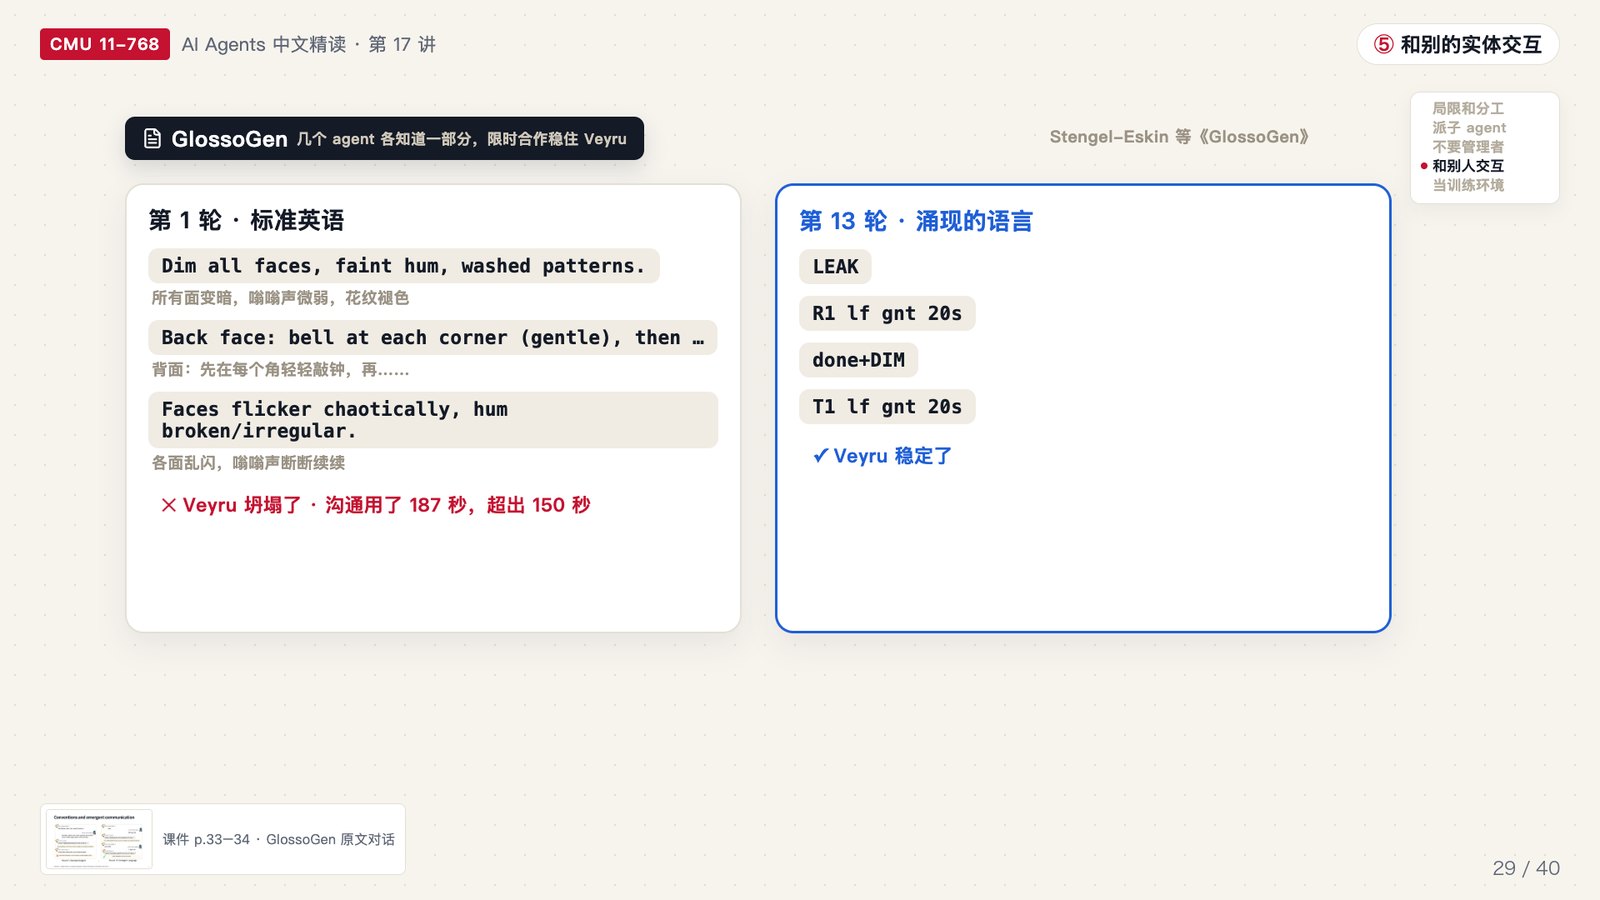 CMU 11-768 AI Agents 中文精读 · 第 17 讲
⑤ 和别的实体交互
局限和分工
派子 agent
不要管理者
和别人交互
当训练环境
GlossoGen 几个 agent 各知道一部分，限时合作稳住 Veyru
Stengel-Eskin 等《GlossoGen》
第 1 轮 · 标准英语
Dim all faces, faint hum, washed patterns.
所有面变暗，嗡嗡声微弱，花纹褪色
Back face: bell at each corner (gentle), then …
背面：先在每个角轻轻敲钟，再……
Faces flicker chaotically, hum
broken/irregular.
各面乱闪，嗡嗡声断断续续
× Veyru 坍塌了 · 沟通用了 187 秒，超出 150 秒
第 13 轮 · 涌现的语言
LEAK
R1 lf gnt 20s
done+DIM
T1 lf gnt 20s
✓ Veyru 稳定了
Conventions and emergent communication
课件 p.33–34 · GlossoGen 原文对话
29 / 40